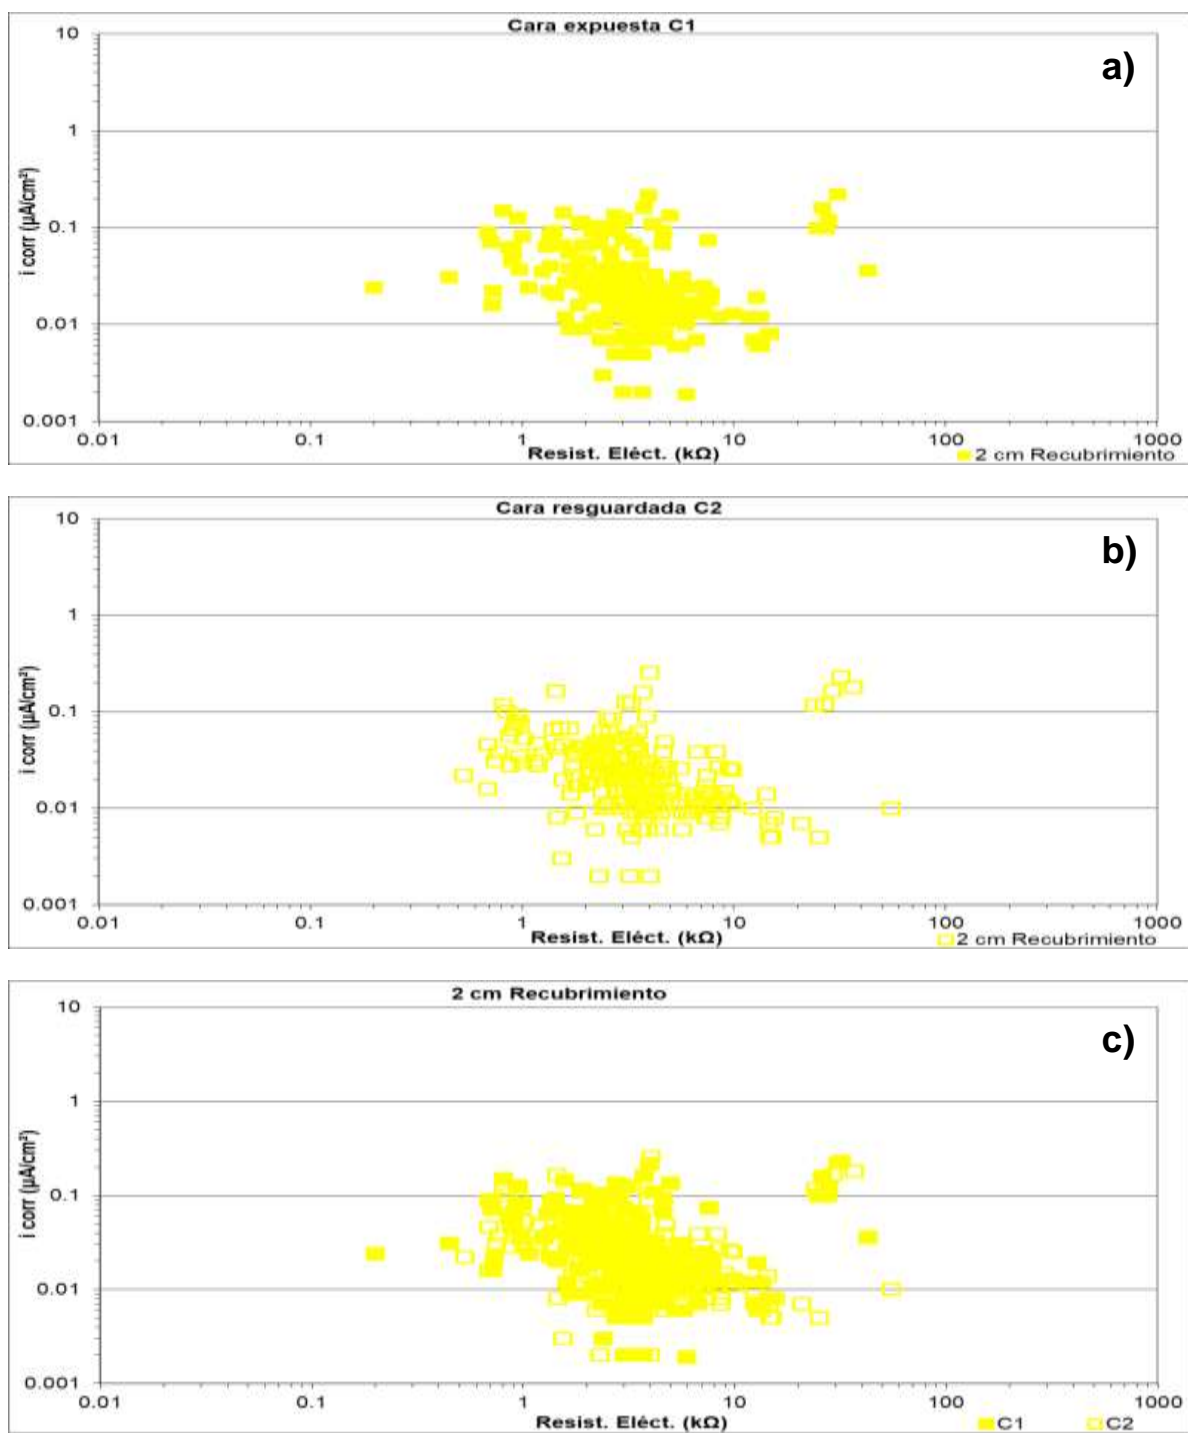 Cara expuesta C1
a)
10
1
0.1
0.01
0.001
i corr (µA/cm²)
0.01 0.1 1 10 100 1000
Resist. Eléct. (kΩ)
2 cm Recubrimiento
Cara resguardada C2
b)
10
1
0.1
0.01
0.001
i corr (µA/cm²)
0.01 0.1 1 10 100 1000
Resist. Eléct. (kΩ)
2 cm Recubrimiento
2 cm Recubrimiento
c)
10
1
0.1
0.01
0.001
i corr (µA/cm²)
0.01 0.1 1 10 100 1000
Resist. Eléct. (kΩ)
C1 C2